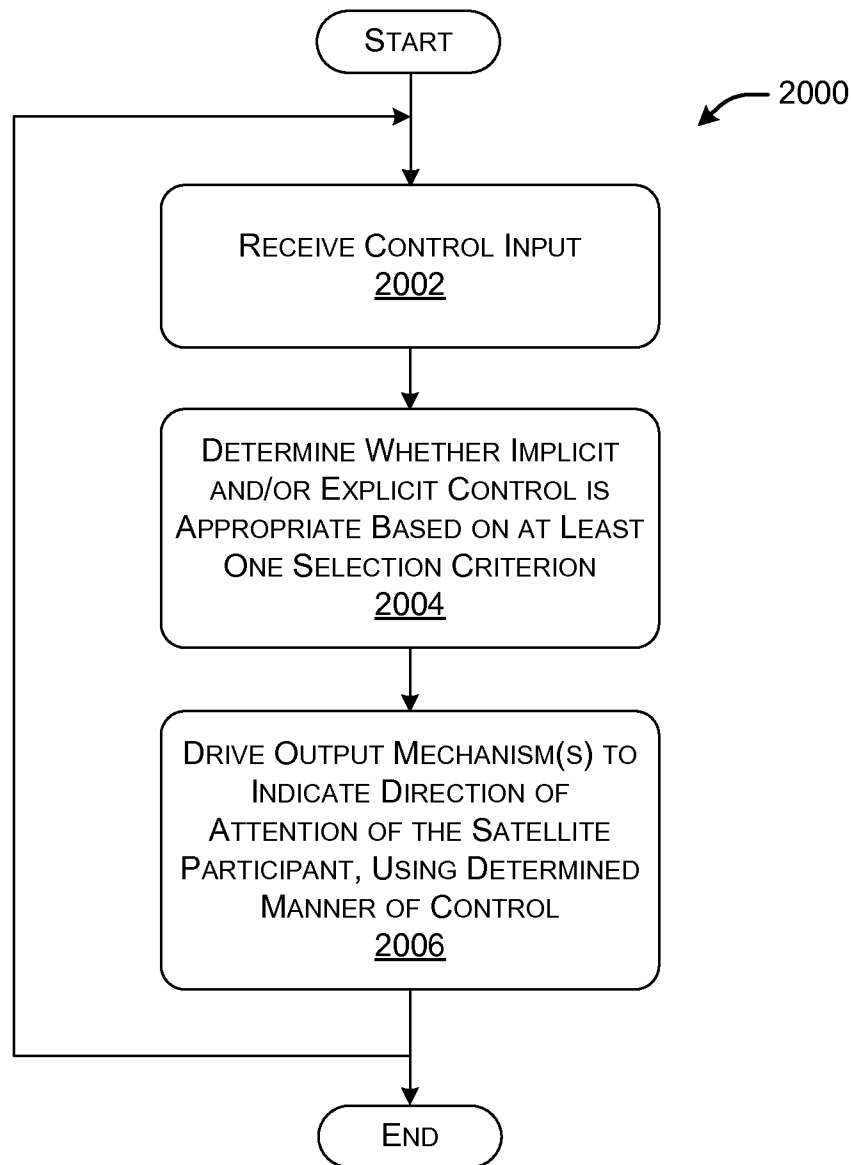 START
2000
RECEIVE CONTROL INPUT
2002
DETERMINE WHETHER IMPLICIT
AND/OR EXPLICIT CONTROL IS
APPROPRIATE BASED ON AT LEAST
ONE SELECTION CRITERION
2004
DRIVE OUTPUT MECHANISM(S) TO
INDICATE DIRECTION OF
ATTENTION OF THE SATELLITE
PARTICIPANT, USING DETERMINED
MANNER OF CONTROL
2006
END